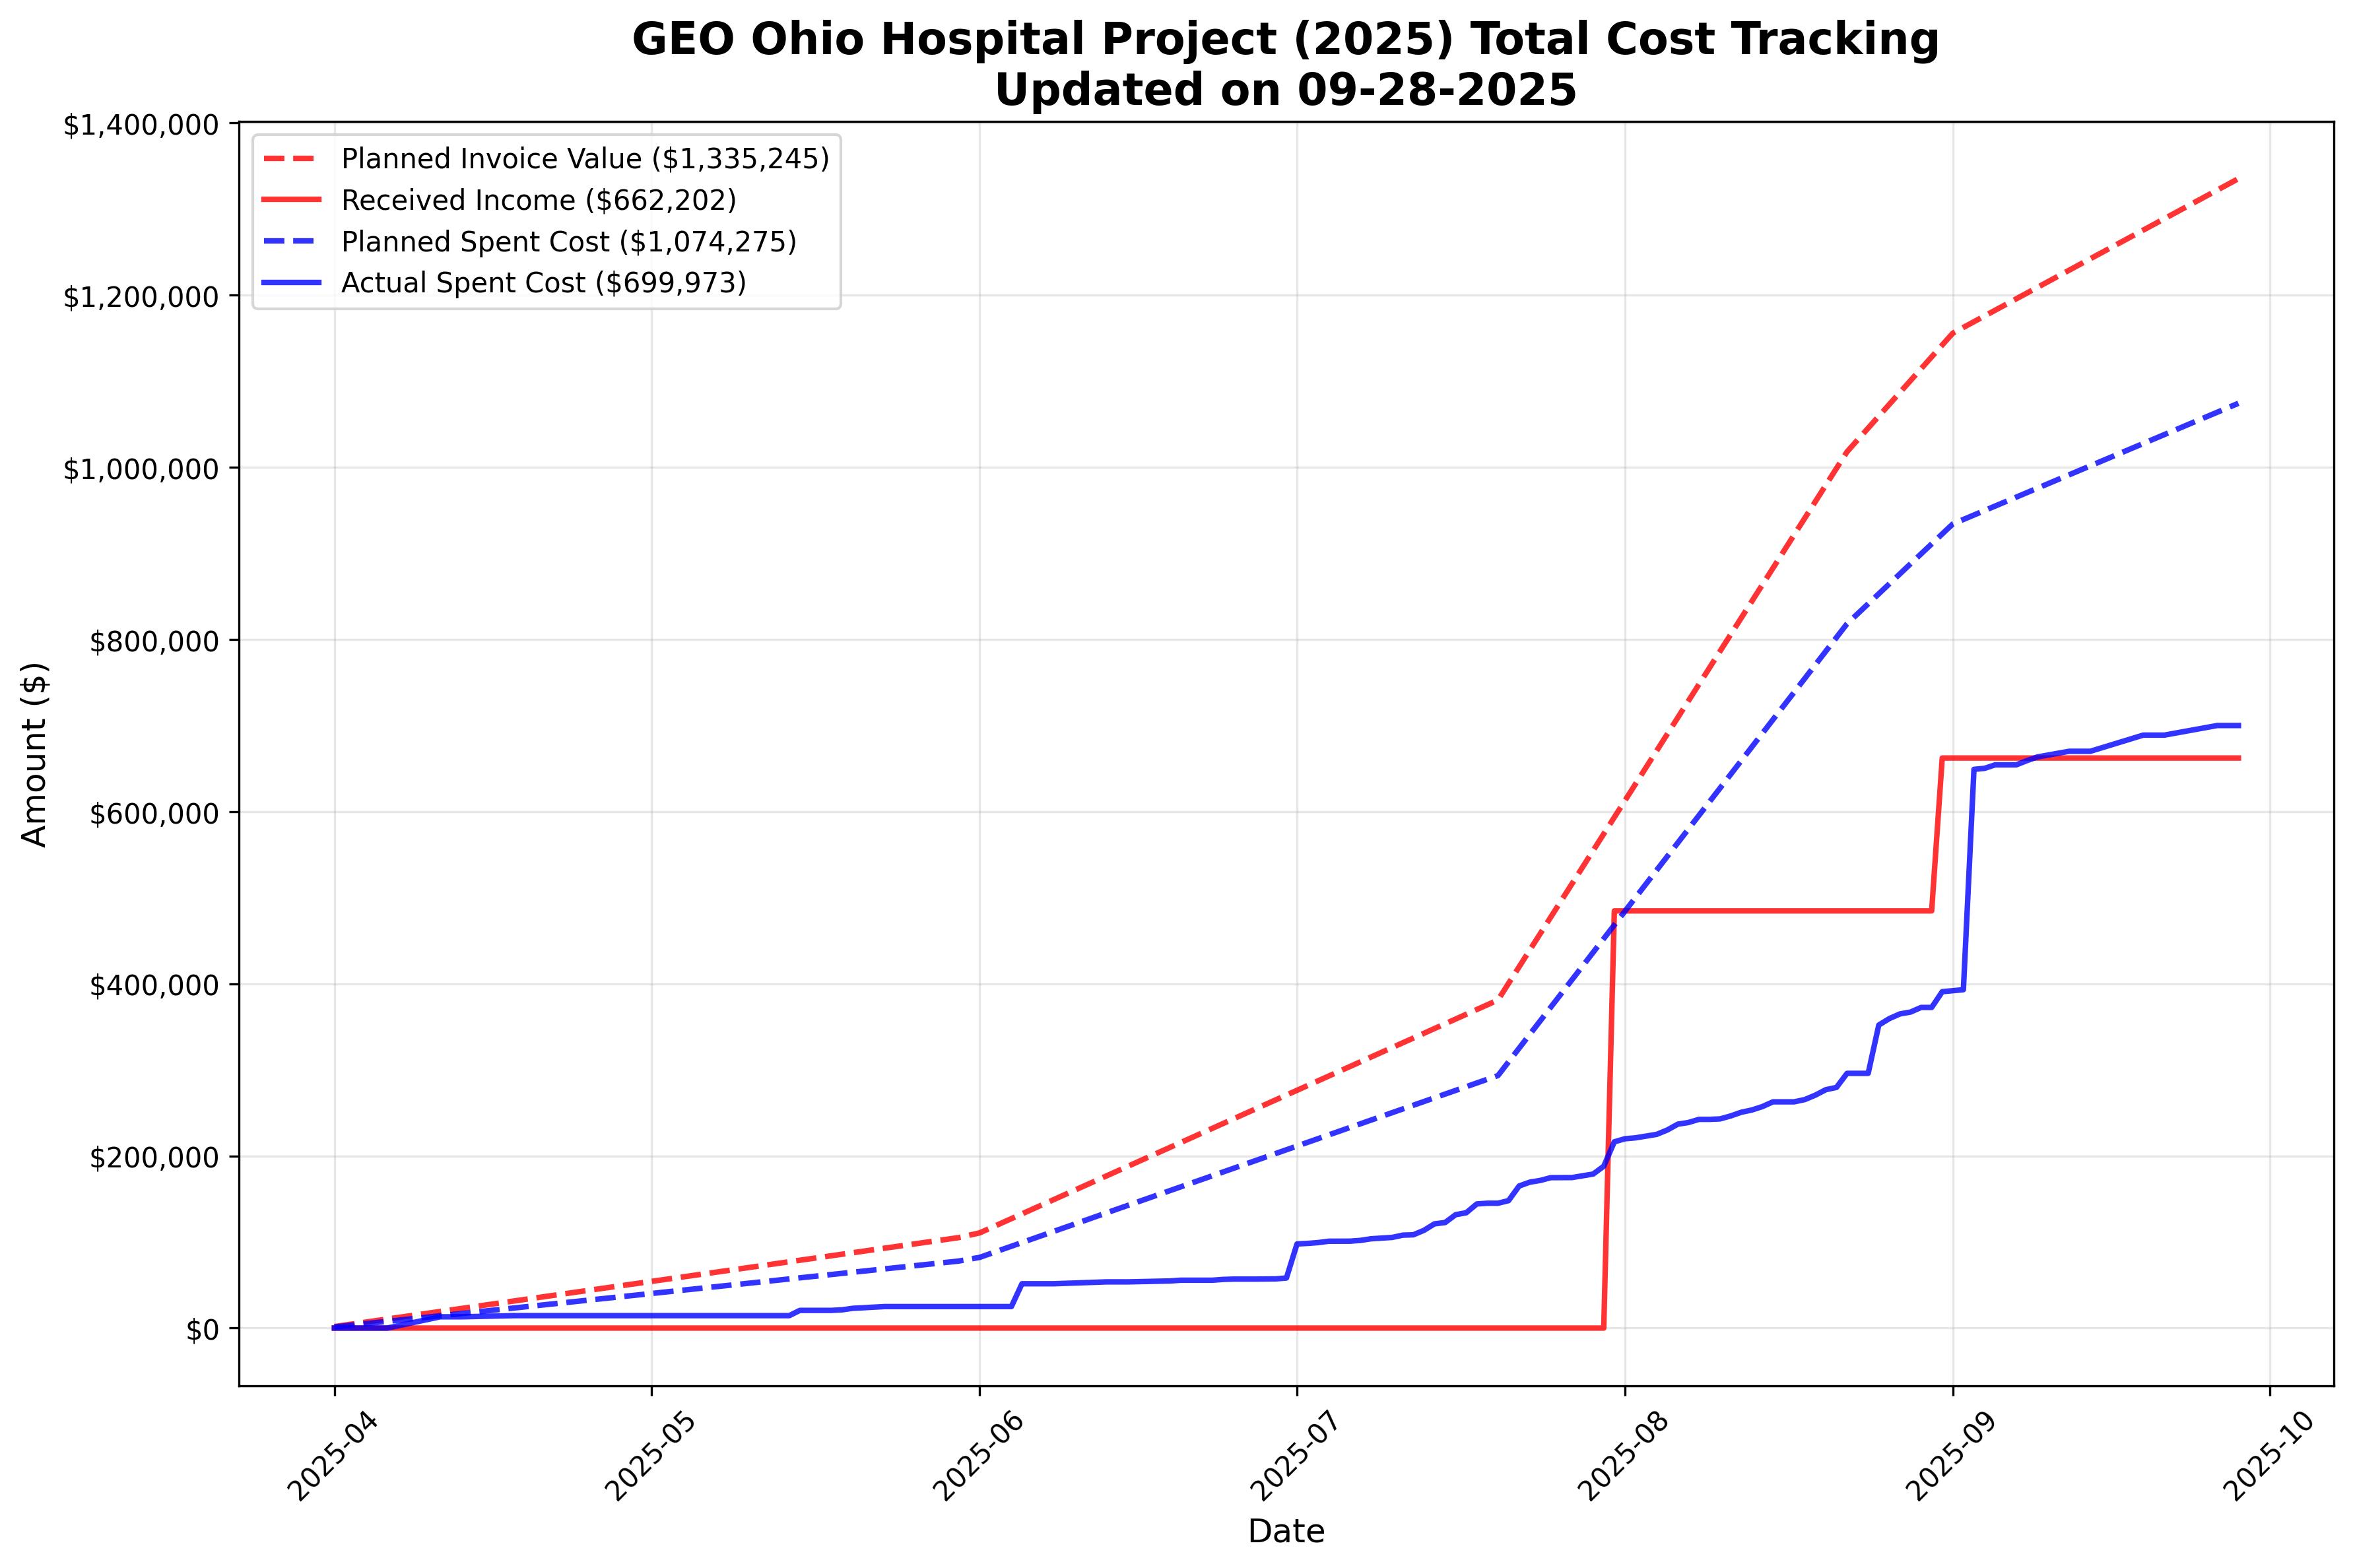 GEO Ohio Hospital Project (2025) Total Cost Tracking
Updated on 09-28-2025
Planned Invoice Value ($1,335,245)
Received Income ($662,202)
Planned Spent Cost ($1,074,275)
Actual Spent Cost ($699,973)
Amount ($)
$1,400,000
$1,200,000
$1,000,000
$800,000
$600,000
$400,000
$200,000
$0
2025-04
2025-05
2025-06
2025-07
2025-08
2025-09
2025-10
Date